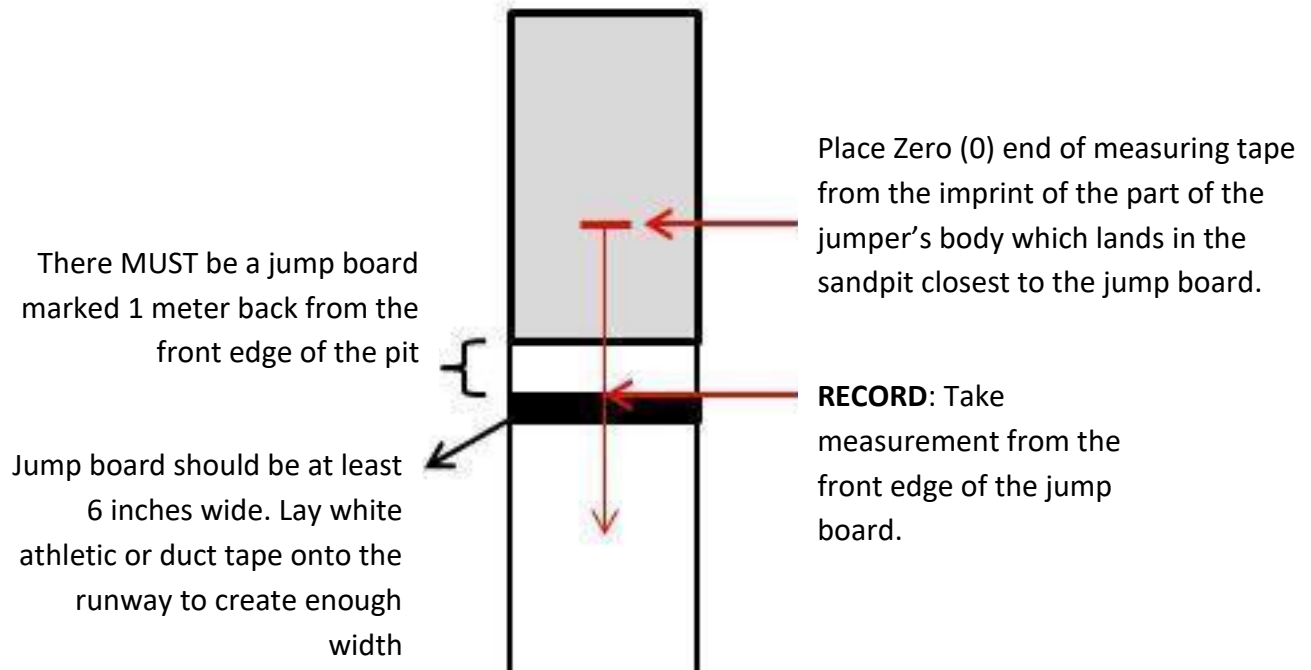 There MUST be a jump board
marked 1 meter back from the
front edge of the pit
Jump board should be at least
6 inches wide. Lay white
athletic or duct tape onto the
runway to create enough
width
Place Zero (0) end of measuring tape
from the imprint of the part of the
jumper’s body which lands in the
sandpit closest to the jump board.
RECORD: Take
measurement from the
front edge of the jump
board.